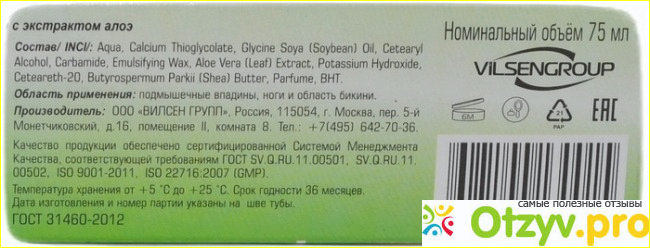 с экстрактом алоэ
Состав/ INCI/: Aqua, Calcium Thioglycolate, Glycine Soya (Soybean) Oil, Cetearyl
Alcohol, Carbamide, Emulsifying Wax, Aloe Vera (Leaf) Extract, Potassium Hydroxide,
Ceteareth-20, Butyrospermum Parkii (Shea) Butter, Parfume, BHT.
Область применения: подмышечные впадины, ноги и область бикини.
Производитель: ООО «ВИЛСЕН ГРУПП», Россия, 115054, г. Москва, пер. 5-й
Монетчиковский, д.16, помещение II, комната 8. Тел.: +7(495) 642-70-36.
Качество продукции обеспечено сертифицированной Системой Менеджмента
Качества, соответствующей требованиям ГОСТ SV.Q.RU.11.00501, SV.Q.RU.11.
00502, ISO 9001-2011, ISO 22716:2007 (GMP).
Температура хранения от +5 °С до +25 °С. Срок годности 36 месяцев.
Дата изготовления и номер партии указаны на шве тубы.
ГОСТ 31460-2012
Номинальный объём 75 мл
VILSENGROUP
6M
21
PAP
EAC
самые полезные отзывы
Otzyv.pro